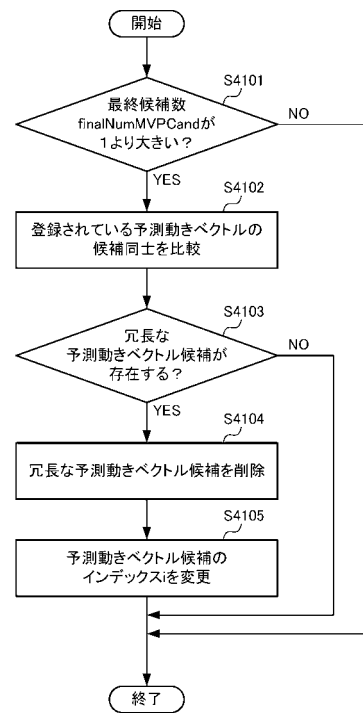 開始
S4101
最終候補数
finalNumMVPCandが
1より大きい?
NO
YES
S4102
登録されている予測動きベクトルの
候補同士を比較
S4103
冗長な
予測動きベクトル候補が
存在する?
NO
YES
S4104
冗長な予測動きベクトル候補を削除
S4105
予測動きベクトル候補の
インデックスiを変更
終了